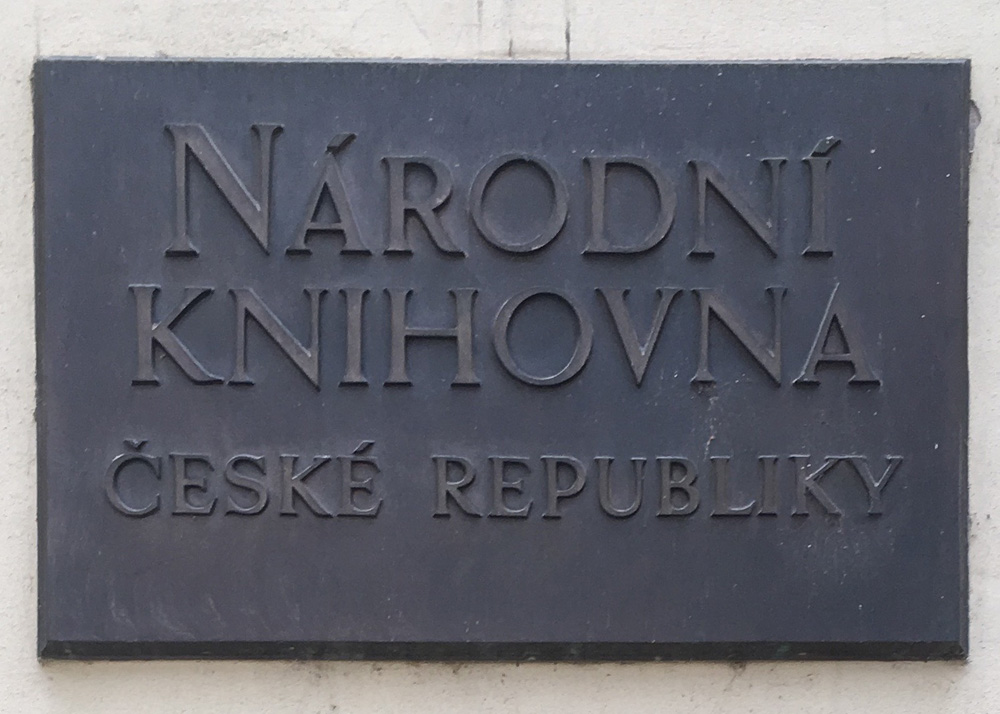 NÁRODNÍ
KNIHOVNA
ČESKÉ REPUBLIKY